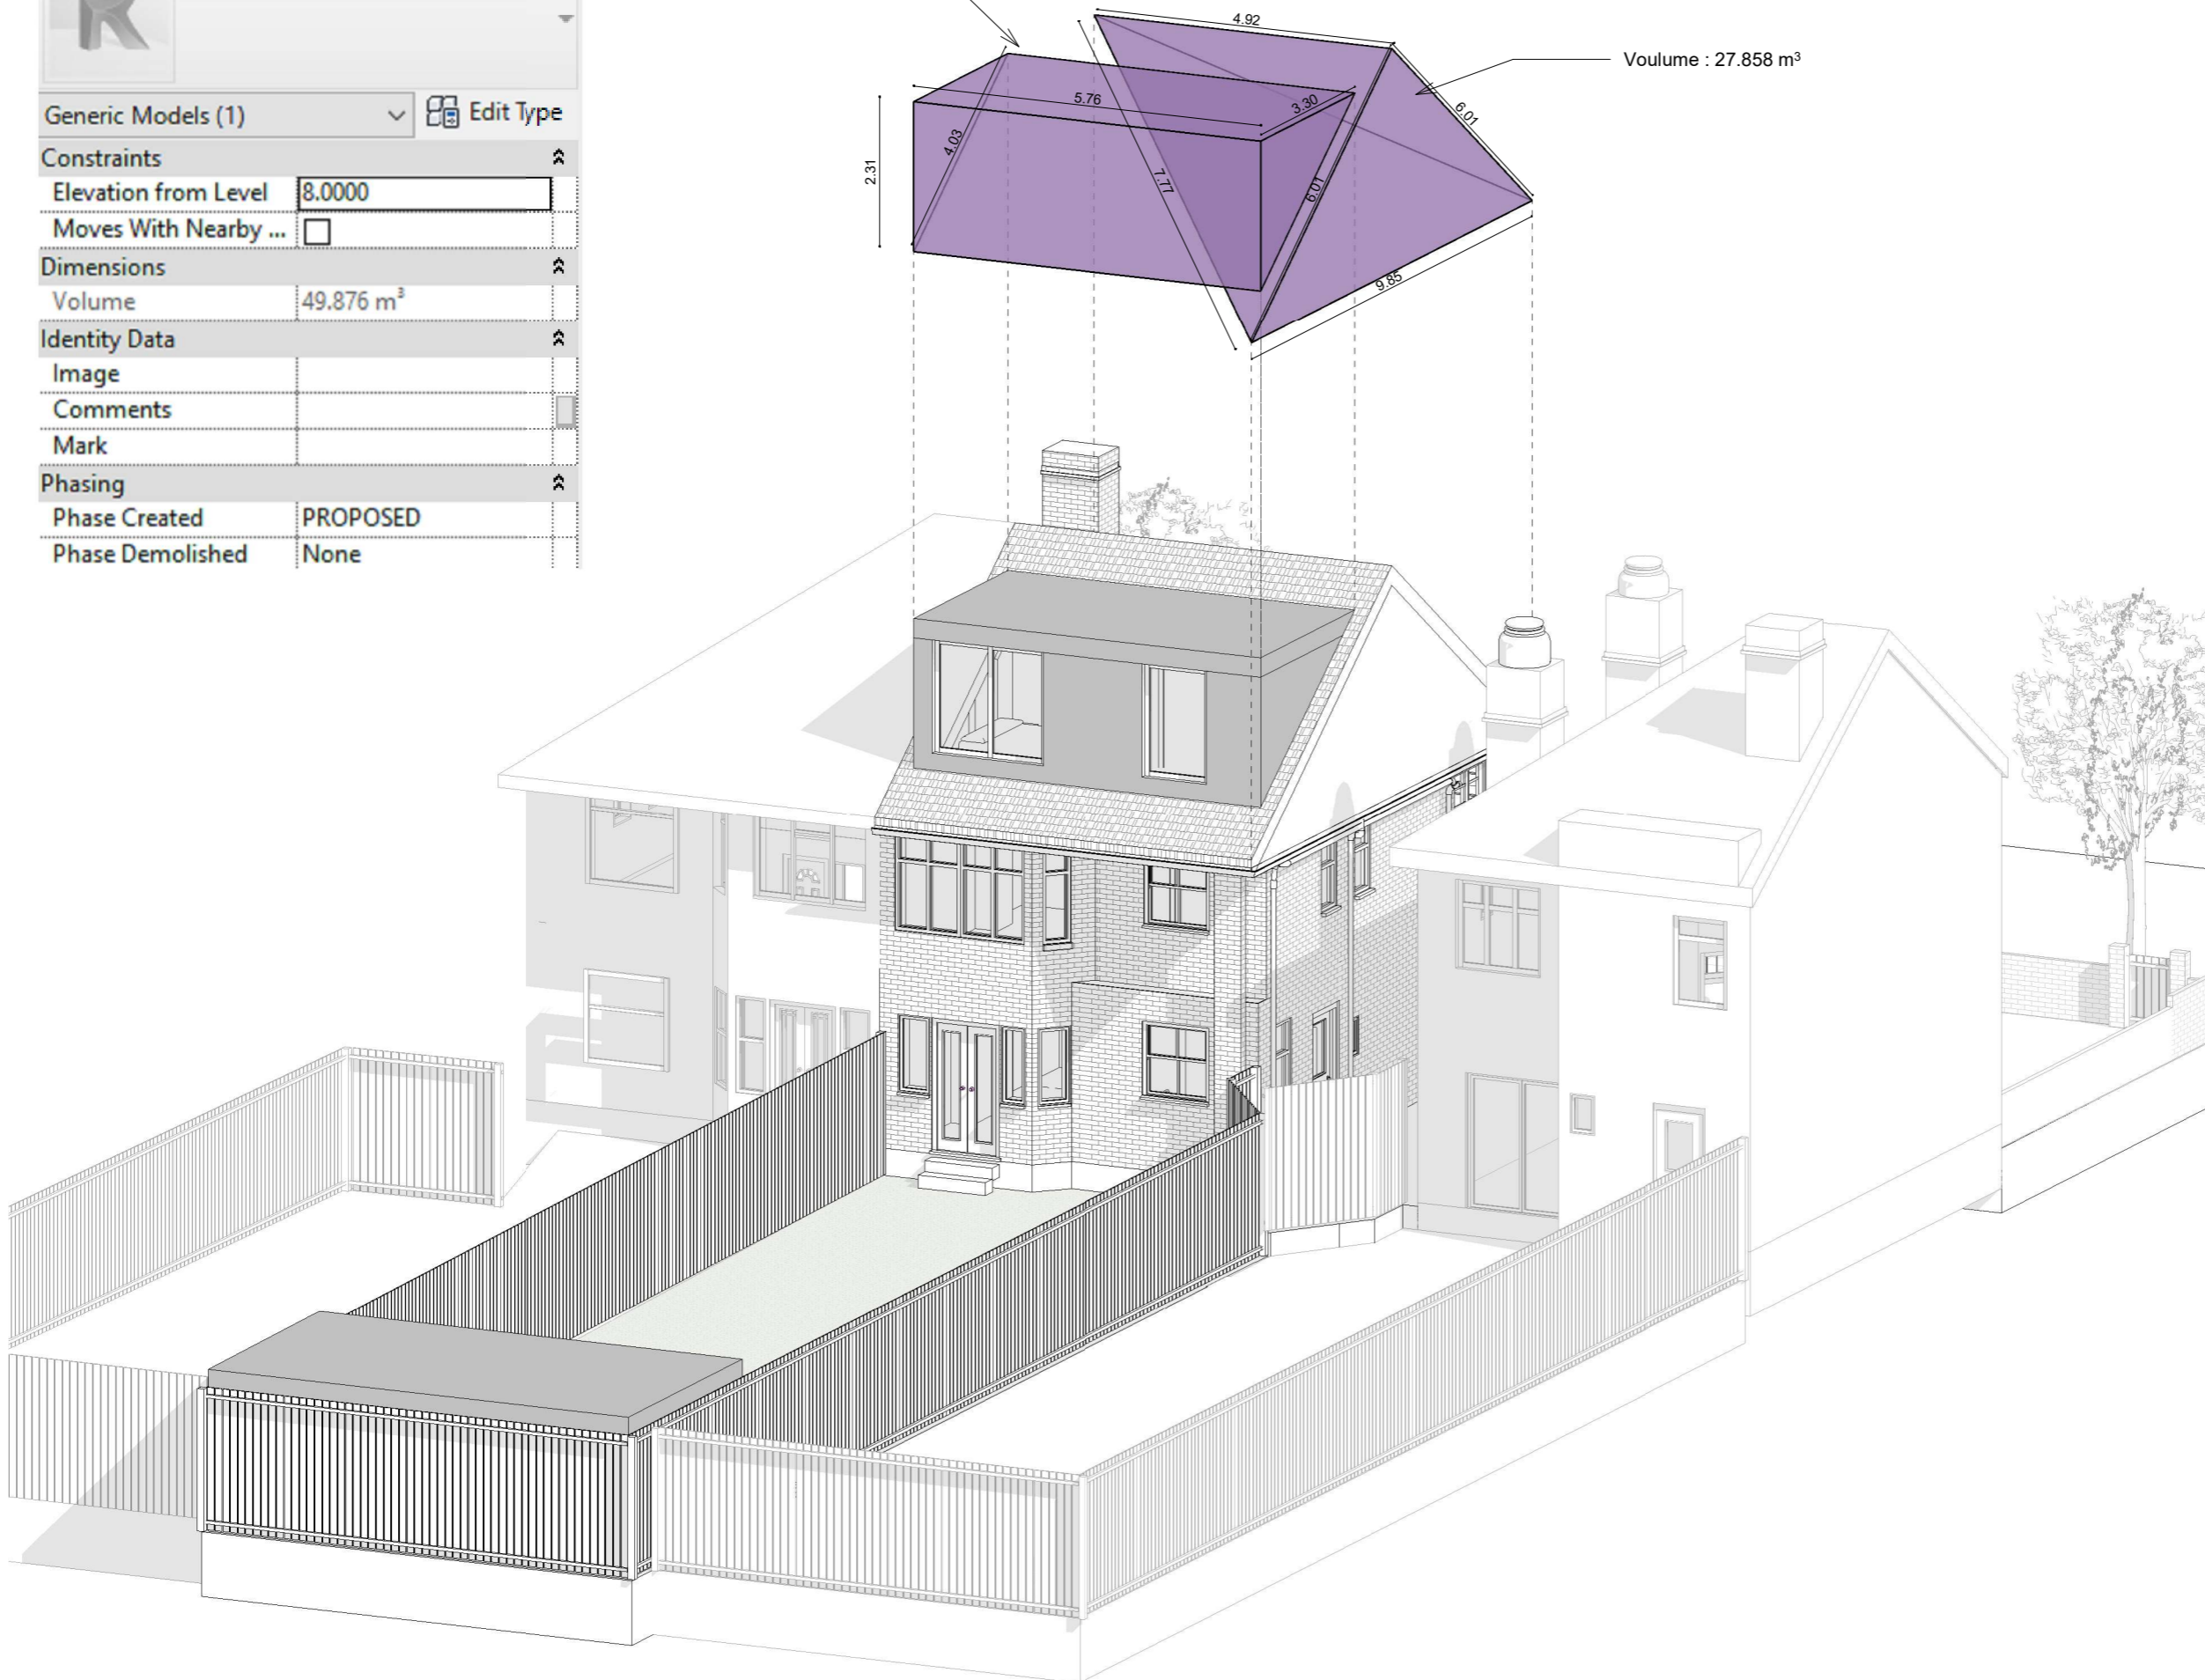 Generic Models (1)
Edit Type
Constraints
Elevation from Level 8.0000
Moves With Nearby ...
Dimensions
Volume 49.876 m³
Identity Data
Image
Comments
Mark
Phasing
Phase Created PROPOSED
Phase Demolished None
4.92
Voulume : 27.858 m³
5.76
3.30
6.01
4.03
2.31
7.77
6.01
9.85